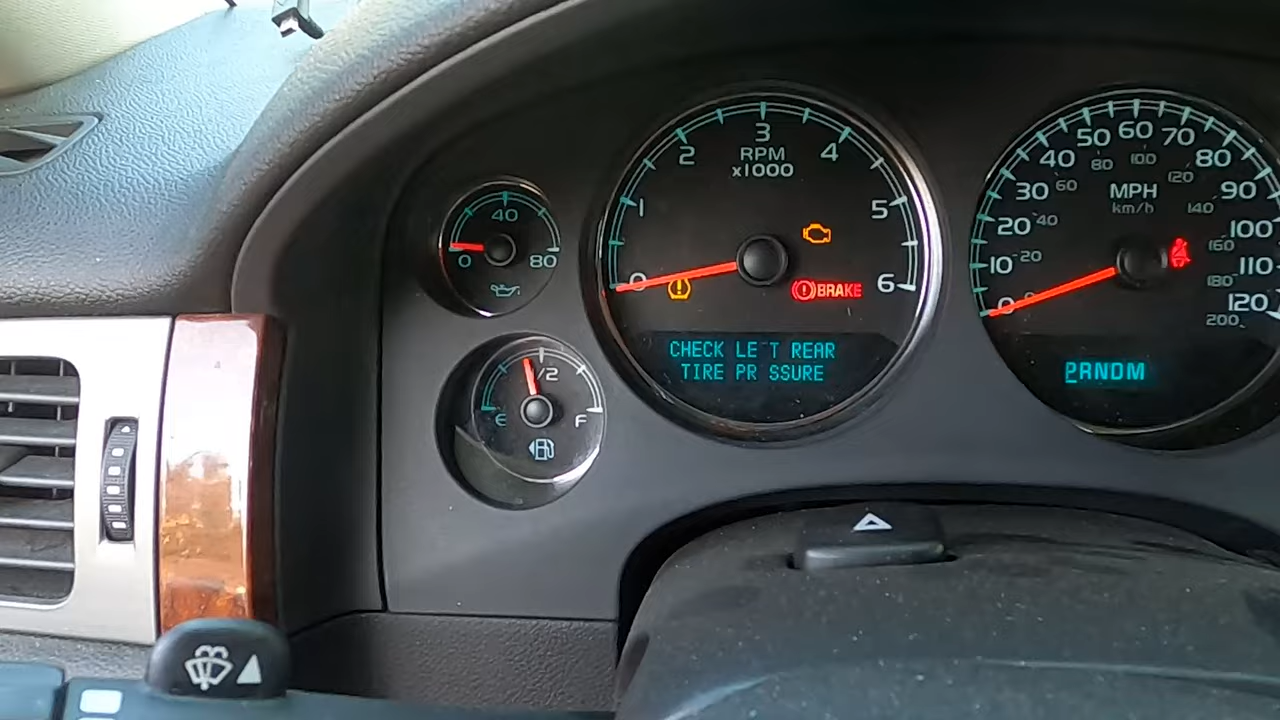 40
0 80
1/2
E F
3
2 4
RPM
x1000
1 5
0 6
BRAKE
CHECK LE T REAR
TIRE PR SSURE
50 60 70
40 80 100 80
30 60 MPH 120 90
20 40 km/h 140 100
10 20 160 110
0 0 180 120
200
PRNDM